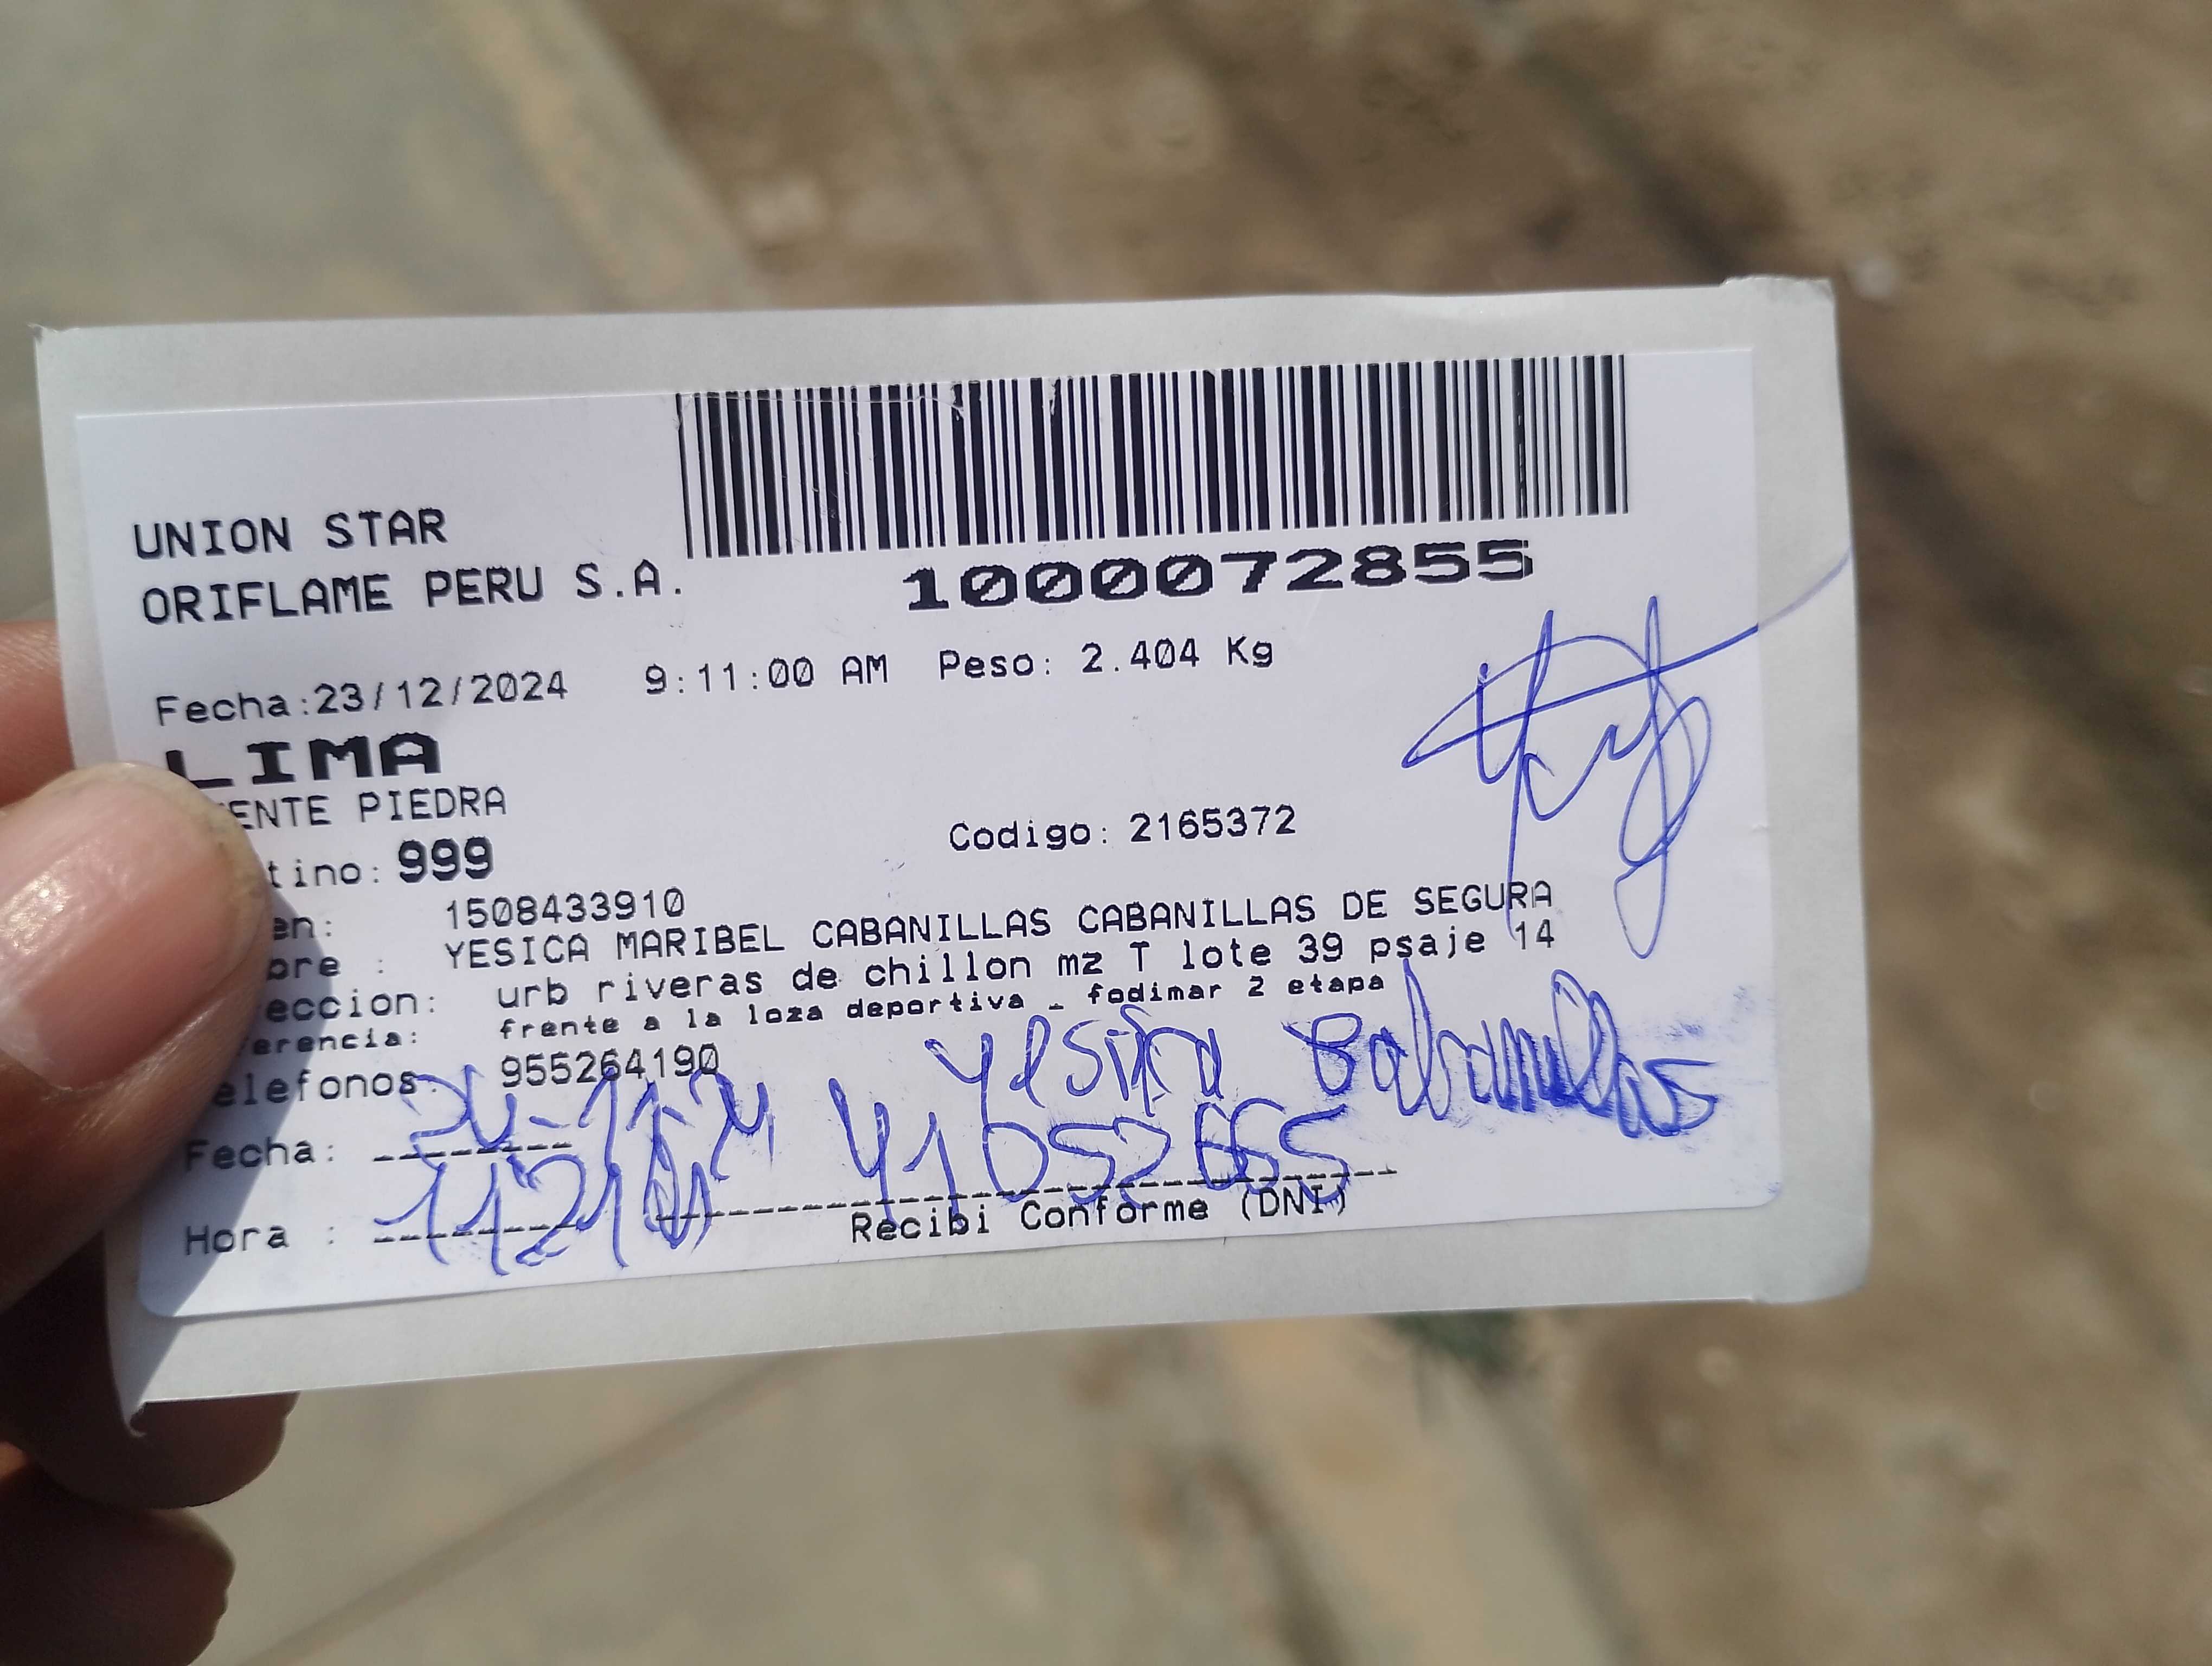 UNION STAR
ORIFLAME PERU S.A.
1000072855
Fecha:23/12/2024 9:11:00 AM Peso: 2.404 Kg
LIMA
ENTE PIEDRA
tino: 999 Codigo: 2165372
en: 1508433910
bre : YESICA MARIBEL CABANILLAS CABANILLAS DE SEGURA
eccion: urb riveras de chillon mz T lote 39 psaje 14
erencia: frente a la loza deportiva - fodimar 2 etapa
elefonos: 955264190
Yesica Cabanillas
Fecha:
Hora :
Recibi Conforme (DNI)